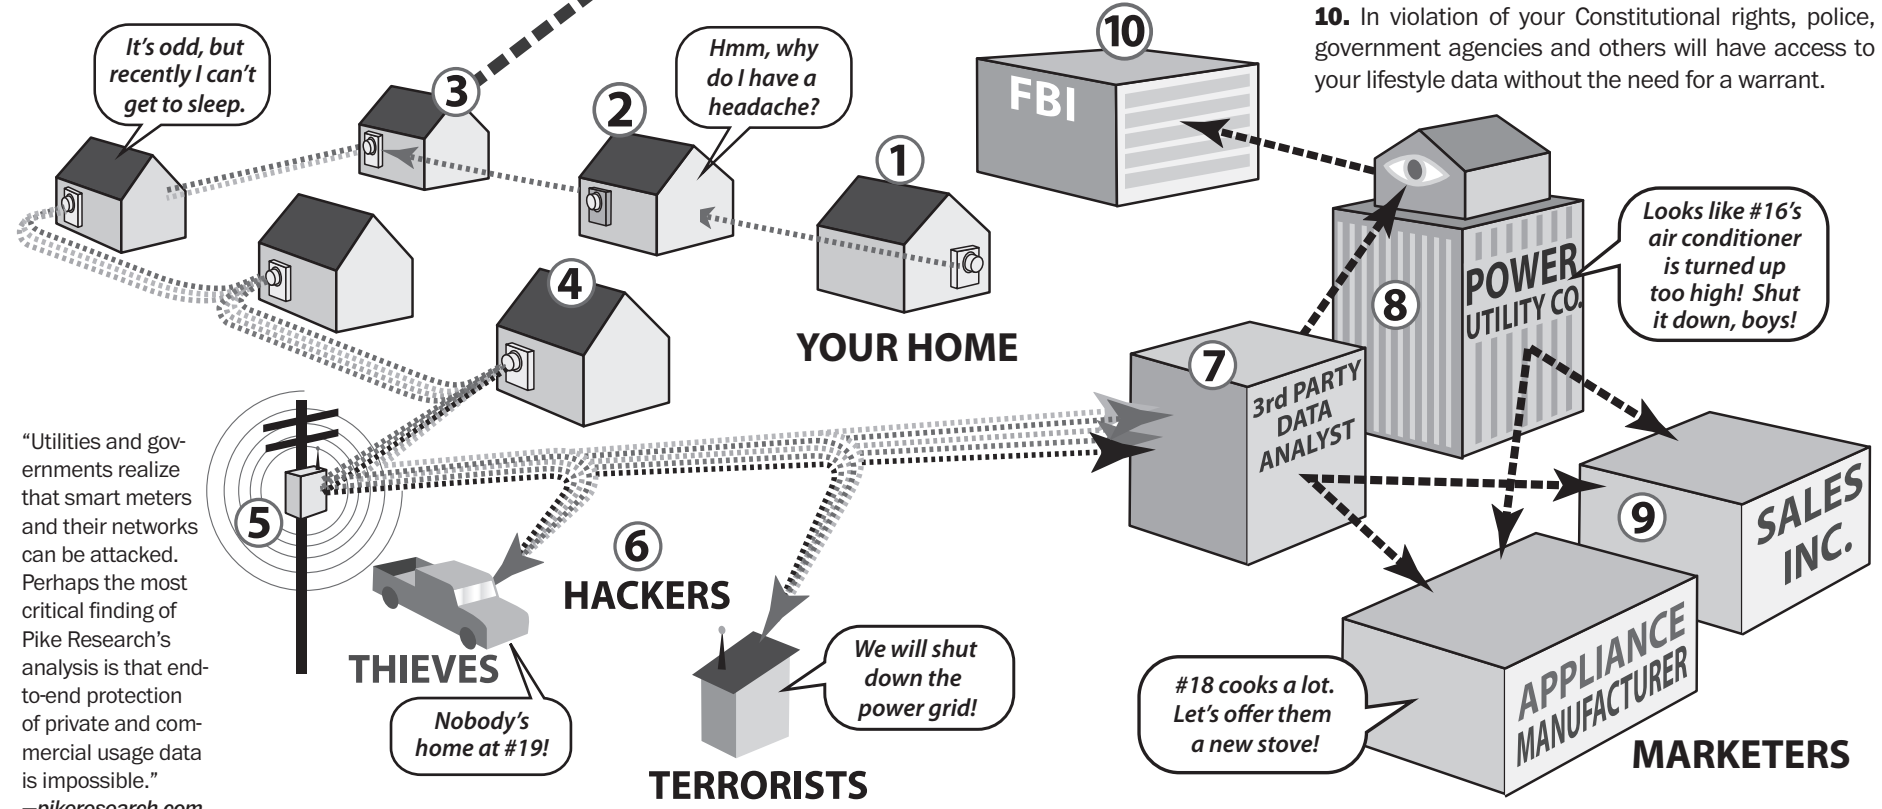 10. In violation of your Constitutional rights, police,
government agencies and others will have access to
your lifestyle data without the need for a warrant.
It's odd, but
recently I can't
get to sleep.
3
2
Hmm, why
do I have a
headache?
1
10
FBI
4
YOUR HOME
Looks like #16's
air conditioner
is turned up
too high! Shut
it down, boys!
POWER
UTILITY CO.
8
7
3rd PARTY
DATA
ANALYST
9
SALES
INC.
"Utilities and gov-
ernments realize
that smart meters
and their networks
can be attacked.
Perhaps the most
critical finding of
Pike Research's
analysis is that end-
to-end protection
of private and com-
mercial usage data
is impossible."
—pikeresearch.com
5
6
HACKERS
THIEVES
Nobody's
home at #19!
We will shut
down the
power grid!
TERRORISTS
#18 cooks a lot.
Let's offer them
a new stove!
APPLIANCE
MANUFACTURER
MARKETERS